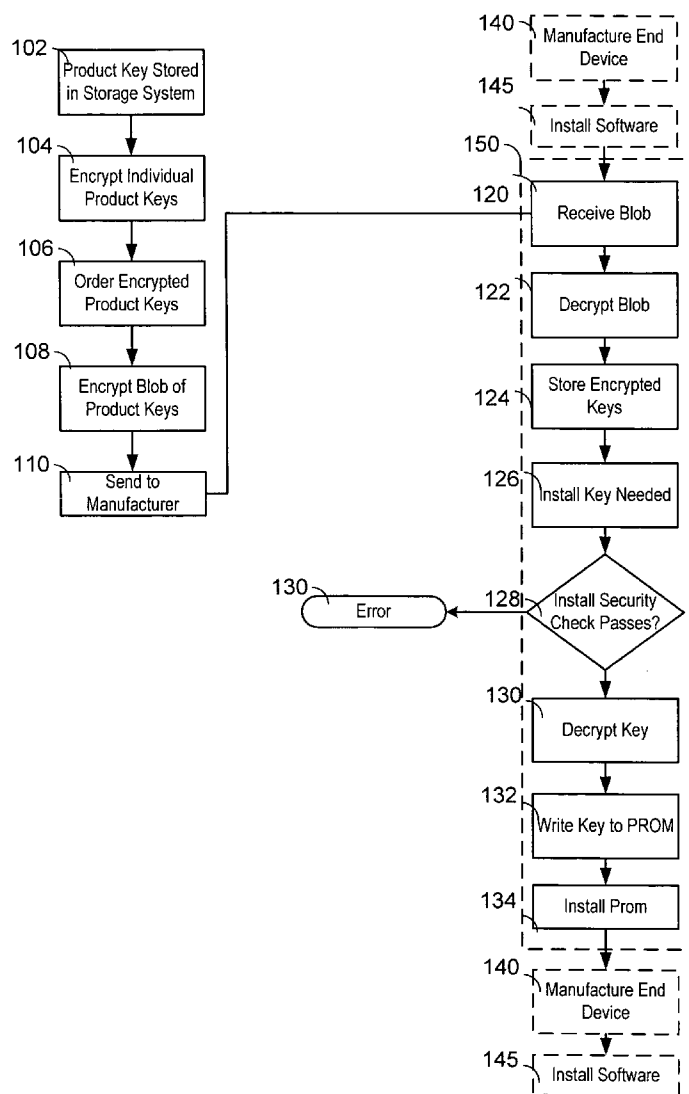 102
Product Key Stored
in Storage System
104
Encrypt Individual
Product Keys
106
Order Encrypted
Product Keys
108
Encrypt Blob of
Product Keys
110
Send to
Manufacturer
140
Manufacture End
Device
145
Install Software
150
120
Receive Blob
122
Decrypt Blob
124
Store Encrypted
Keys
126
Install Key Needed
128
Install Security
Check Passes?
130
Error
130
Decrypt Key
132
Write Key to PROM
134
Install Prom
140
Manufacture End
Device
145
Install Software